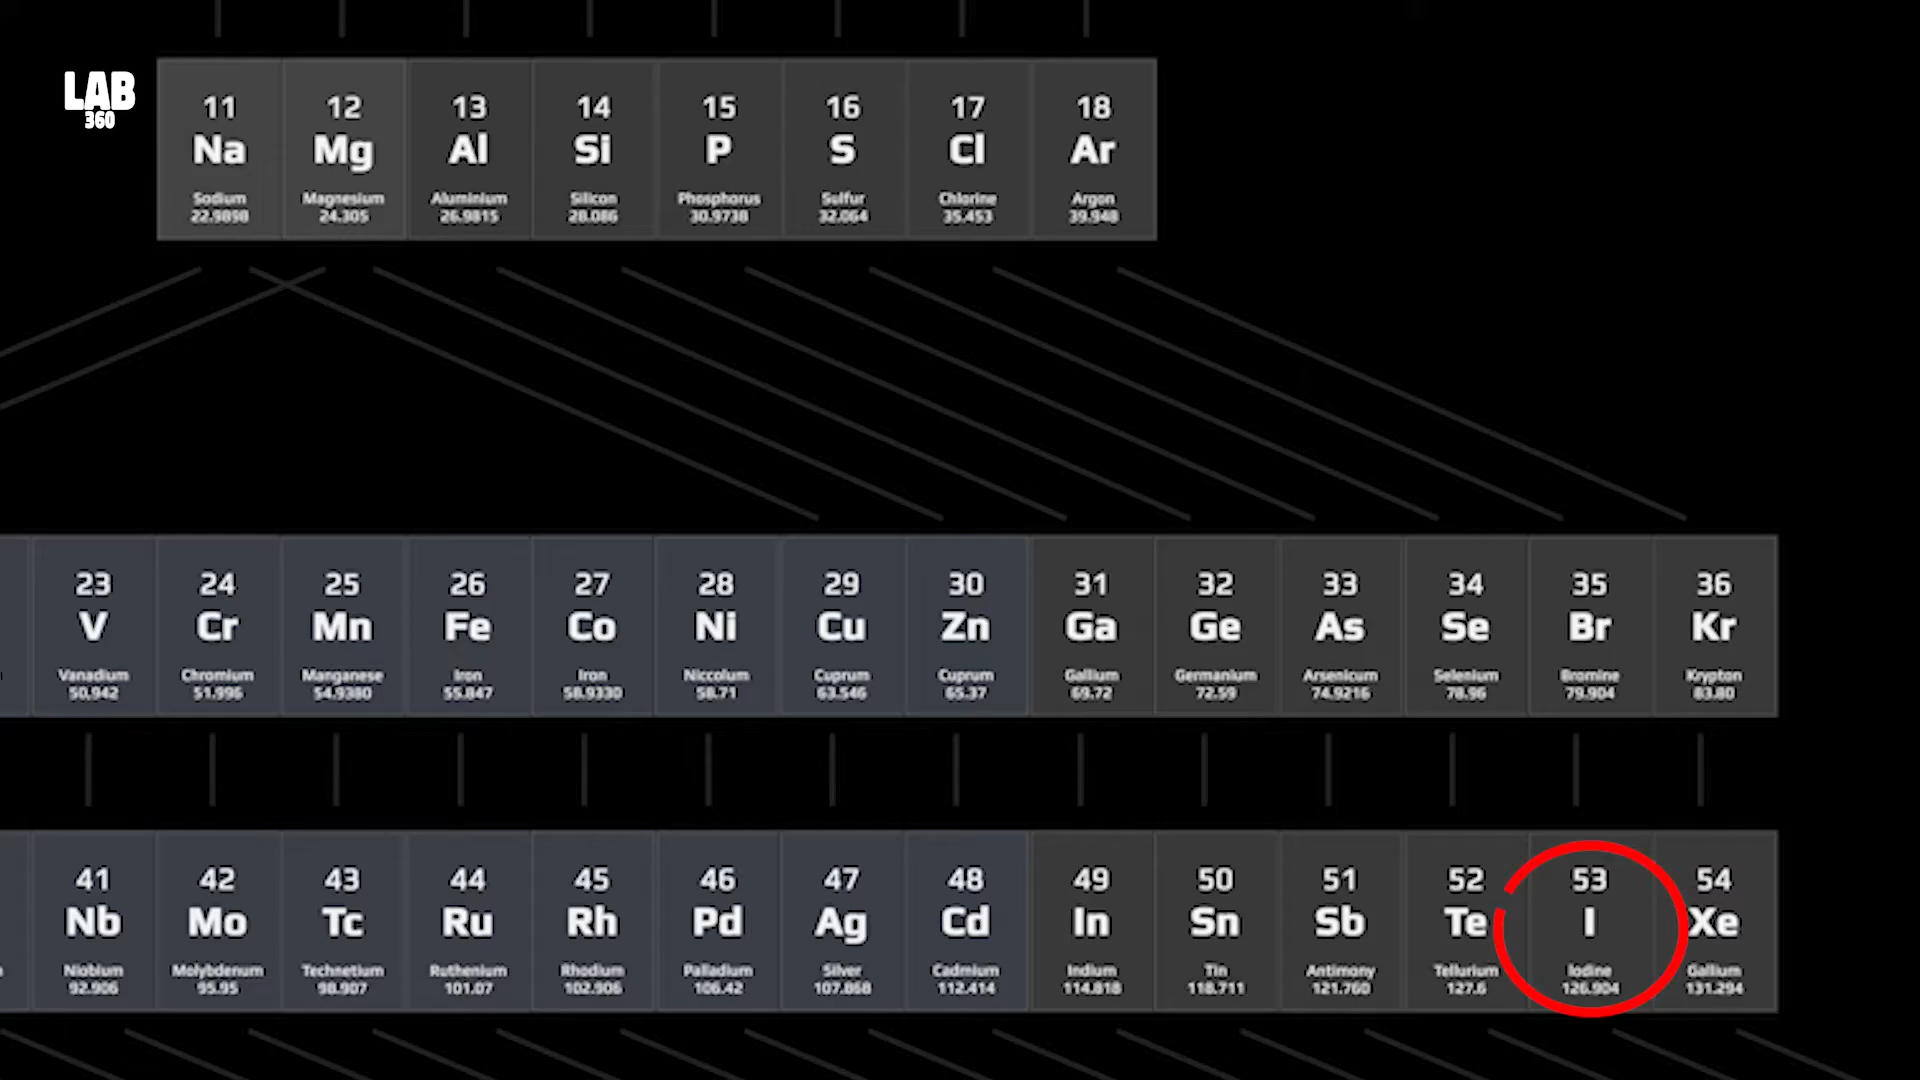 LAB
360
11 12 13 14 15 16 17 18
Na Mg Al Si P S Cl Ar
Sodium Magnesium Aluminium Silicon Phosphorus Sulfur Chlorine Argon
22.9898 24.305 26.9815 28.086 30.9738 32.064 35.453 39.948
23 24 25 26 27 28 29 30 31 32 33 34 35 36
V Cr Mn Fe Co Ni Cu Zn Ga Ge As Se Br Kr
Vanadium Chromium Manganese Iron Iron Niccolum Cuprum Cuprum Gallium Germanium Arsenicum Selenium Bromine Krypton
50.942 51.996 54.9380 55.847 58.9330 58.71 63.546 65.37 69.72 72.59 74.9216 78.96 79.904 83.80
41 42 43 44 45 46 47 48 49 50 51 52 53 54
Nb Mo Tc Ru Rh Pd Ag Cd In Sn Sb Te I Xe
Niobium Molybdenum Technetium Ruthenium Rhodium Palladium Silver Cadmium Indium Tin Antimony Tellurium Iodine Gallium
92.906 95.95 98.907 101.07 102.906 106.42 107.868 112.414 114.818 118.711 121.760 127.6 126.904 131.294